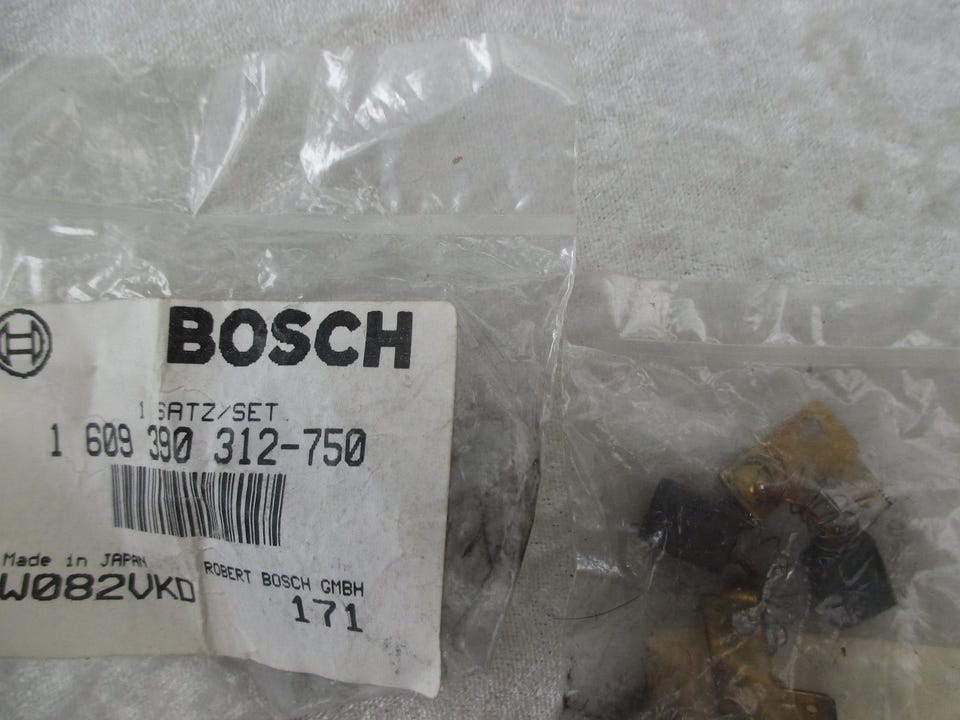 BOSCH
1 SATZ/SET
1 609 390 312-750
Made in JAPAN
W082VKD
ROBERT BOSCH GMBH
171